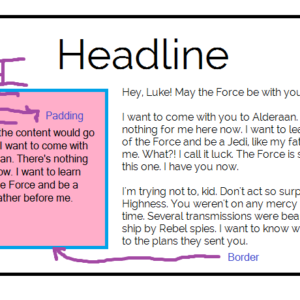 Headline
Padding
the content would go
I want to come with
an. There's nothing
ow. I want to learn
e Force and be a
ather before me.
Hey, Luke! May the Force be with you
I want to come with you to Alderaan.
nothing for me here now. I want to lea
of the Force and be a Jedi, like my fat
me. What?! I call it luck. The Force is s
this one. I have you now.
I'm trying not to, kid. Don't act so surp
Highness. You weren't on any mercy
time. Several transmissions were bea
ship by Rebel spies. I want to know w
to the plans they sent you.
Border